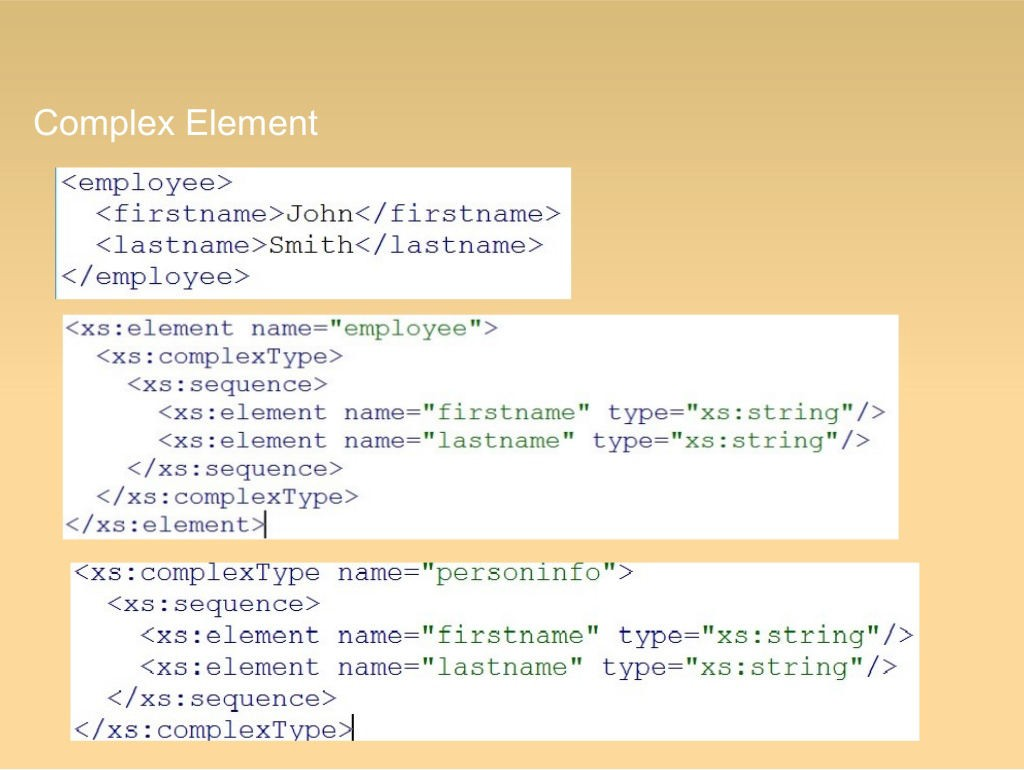 Complex Element
<employee>
  <firstname>John</firstname>
  <lastname>Smith</lastname>
</employee>
<xs:element name="employee">
  <xs:complexType>
    <xs:sequence>
      <xs:element name="firstname" type="xs:string"/>
      <xs:element name="lastname" type="xs:string"/>
    </xs:sequence>
  </xs:complexType>
</xs:element>
<xs:complexType name="personinfo">
  <xs:sequence>
    <xs:element name="firstname" type="xs:string"/>
    <xs:element name="lastname" type="xs:string"/>
  </xs:sequence>
</xs:complexType>